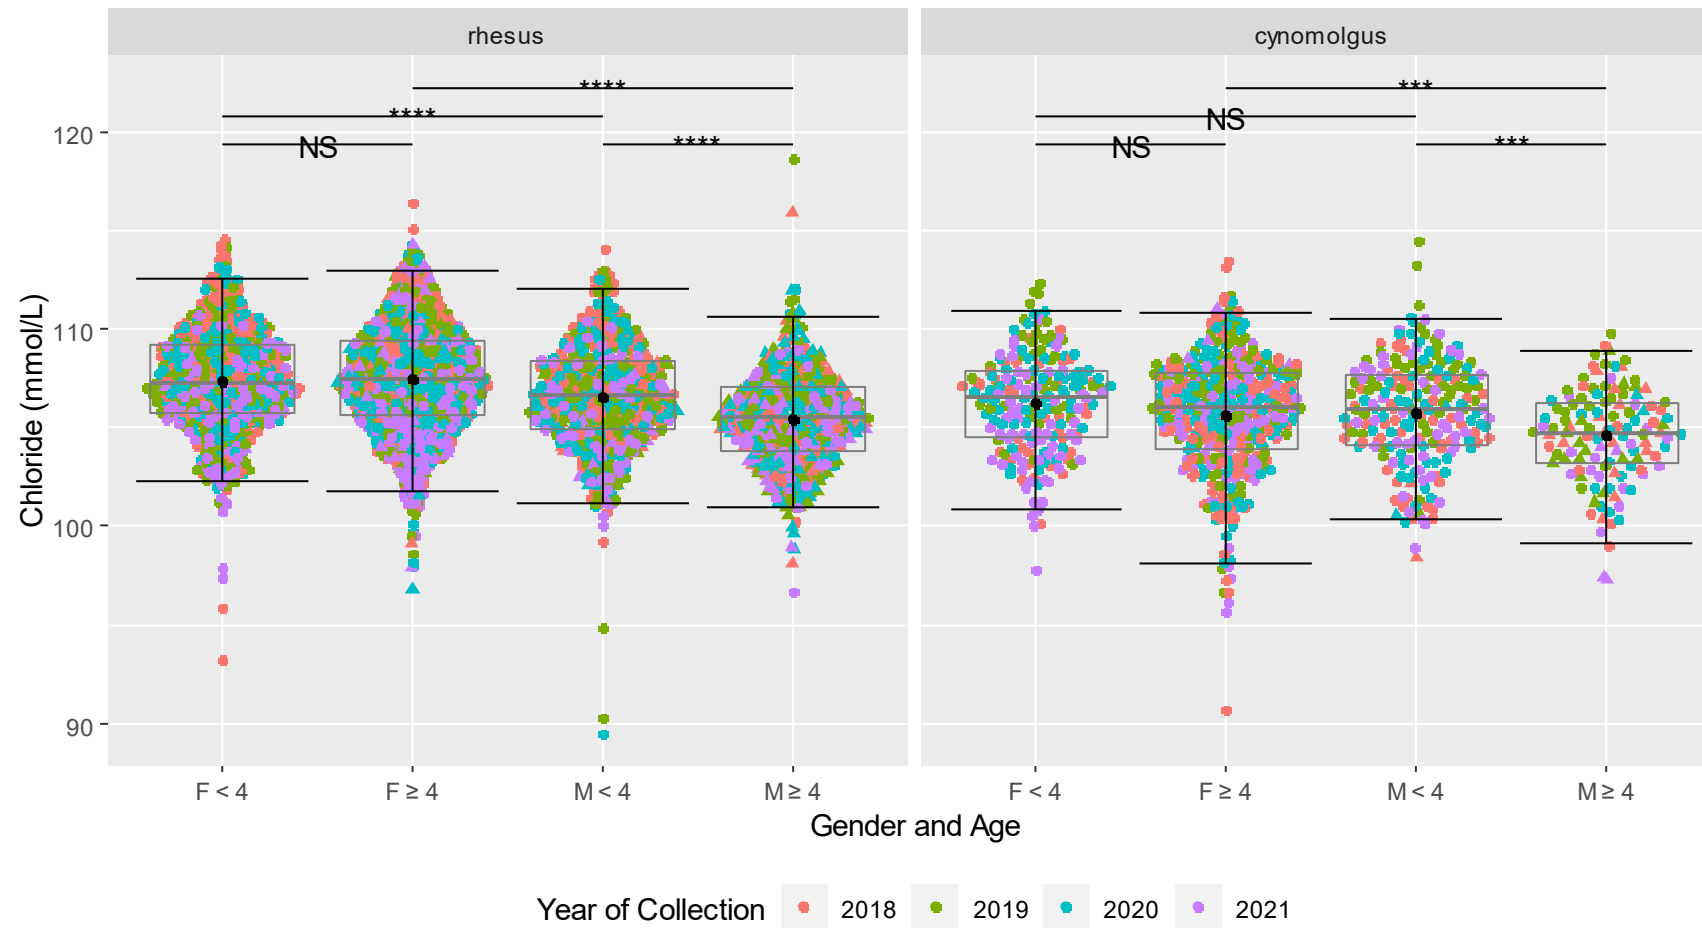 rhesus
cynomolgus
****
***
****
NS
NS
****
NS
***
120
110
100
90
Chloride (mmol/L)
F < 4
F ≥ 4
M < 4
M ≥ 4
F < 4
F ≥ 4
M < 4
M ≥ 4
Gender and Age
Year of Collection 2018 2019 2020 2021